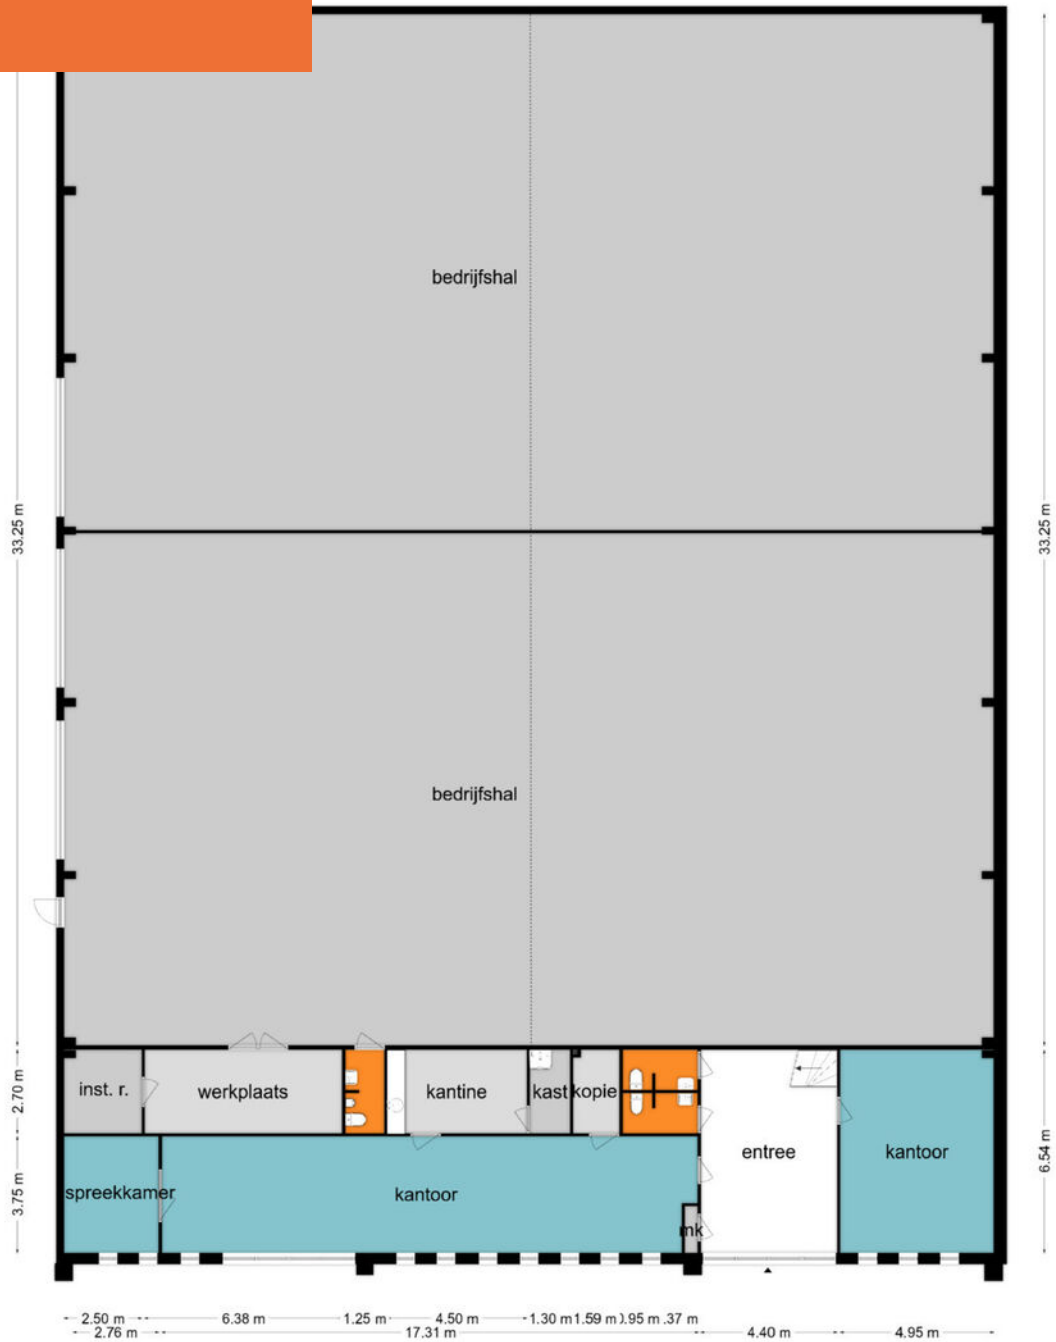 bedrijfshal
33.25 m
33.25 m
bedrijfshal
inst. r.
werkplaats
kantine
kast
kopie
2.70 m
entree
kantoor
6.54 m
spreekkamer
kantoor
3.75 m
mk
2.50 m
6.38 m
1.25 m
4.50 m
1.30 m
1.59 m
.95 m
.37 m
2.76 m
17.31 m
4.40 m
4.95 m